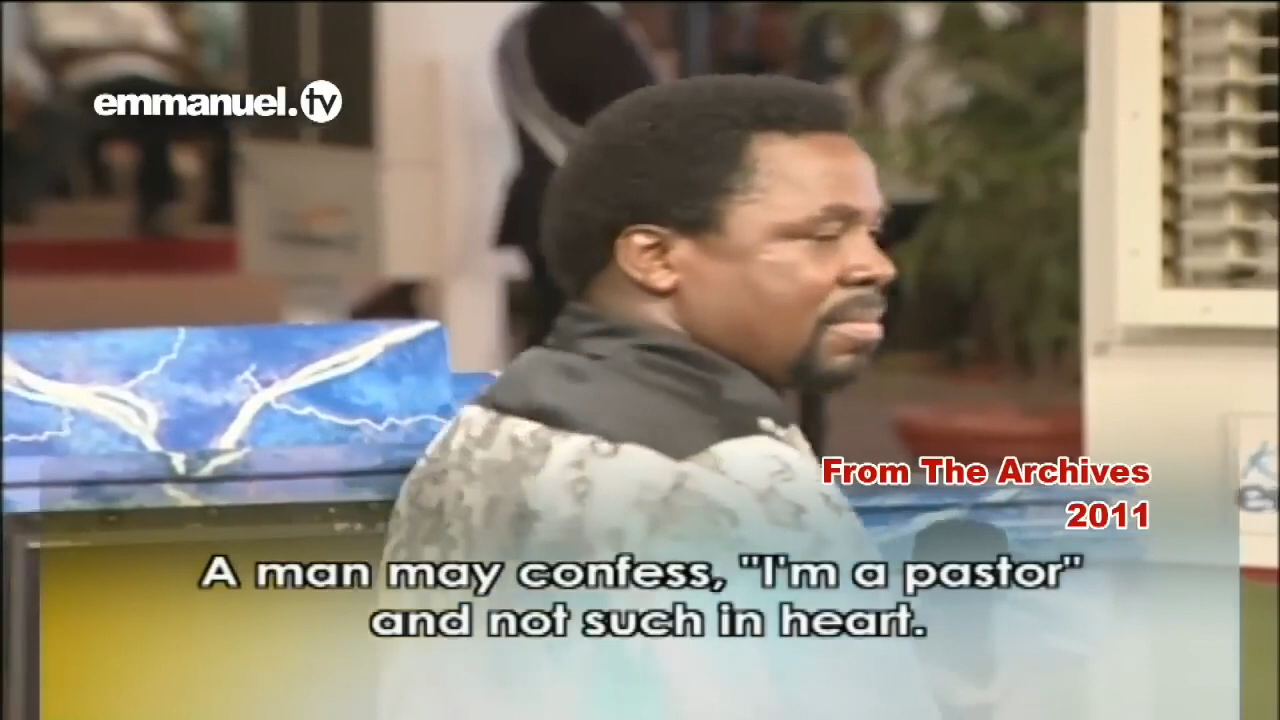 emmanuel.tv
From The Archives
2011
A man may confess, "I'm a pastor"
and not such in heart.